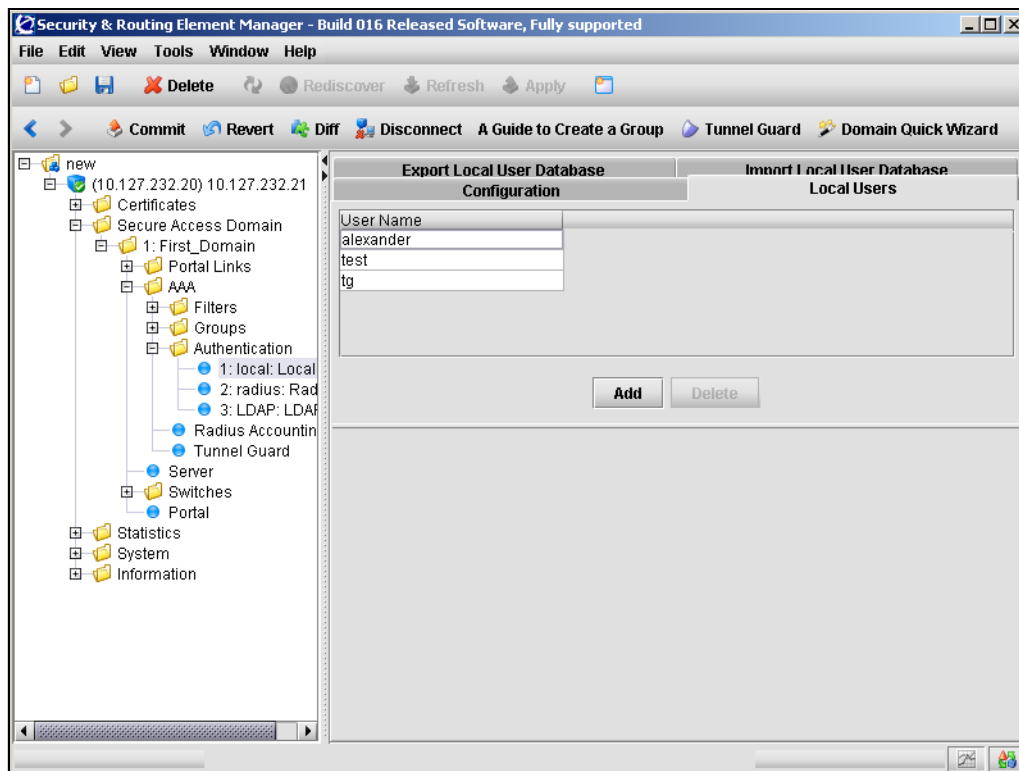 Security & Routing Element Manager - Build 016 Released Software, Fully supported
File Edit View Tools Window Help
Delete Rediscover Refresh Apply
Commit Revert Diff Disconnect A Guide to Create a Group Tunnel Guard Domain Quick Wizard
new
(10.127.232.20) 10.127.232.21
Certificates
Secure Access Domain
1: First_Domain
Portal Links
AAA
Filters
Groups
Authentication
1: local: Local
2: radius: Rad
3: LDAP: LDAP
Radius Accountin
Tunnel Guard
Server
Switches
Portal
Statistics
System
Information
Export Local User Database
Import Local User Database
Configuration
Local Users
User Name
alexander
test
tg
Add Delete